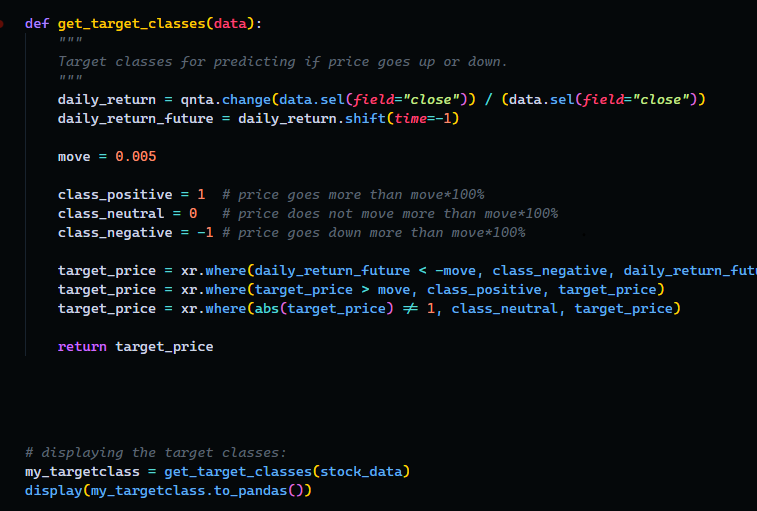 def get_target_classes(data):
"""
Target classes for predicting if price goes up or down.
"""
daily_return = qnta.change(data.sel(field="close")) / (data.sel(field="close"))
daily_return_future = daily_return.shift(time=-1)
move = 0.005
class_positive = 1 # price goes more than move*100%
class_neutral = 0 # price does not move more than move*100%
class_negative = -1 # price goes down more than move*100%
target_price = xr.where(daily_return_future < -move, class_negative, daily_return_futu
target_price = xr.where(target_price > move, class_positive, target_price)
target_price = xr.where(abs(target_price) != 1, class_neutral, target_price)
return target_price
# displaying the target classes:
my_targetclass = get_target_classes(stock_data)
display(my_targetclass.to_pandas())